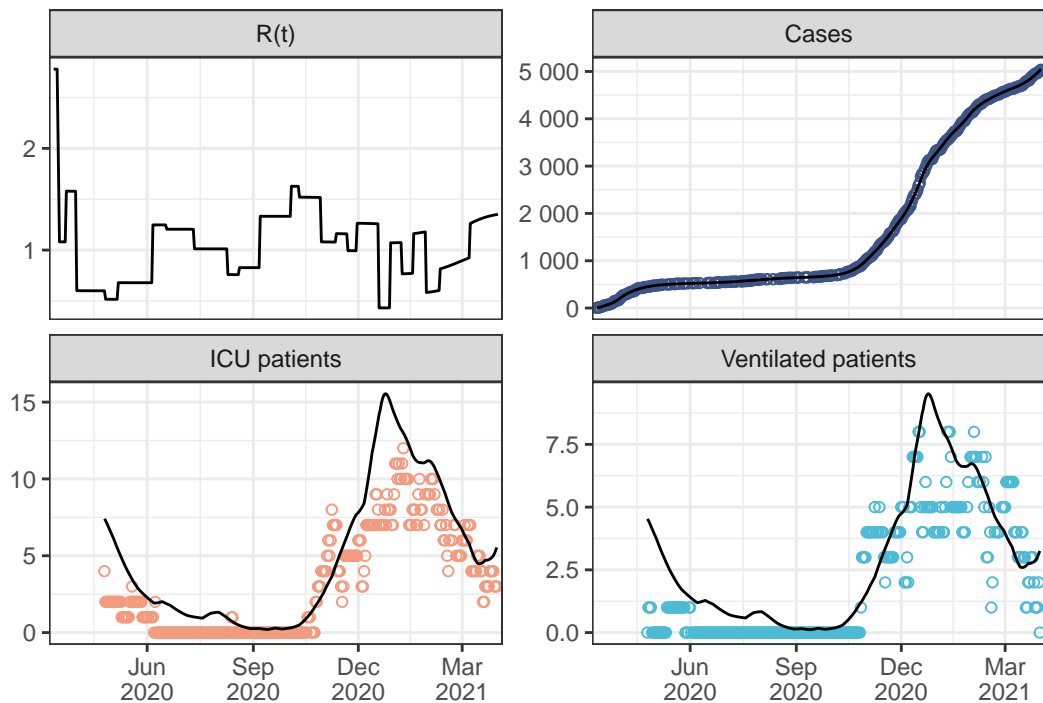 R(t)
Cases
2
1
5 000
4 000
3 000
2 000
1 000
0
ICU patients
Ventilated patients
15
10
5
0
7.5
5.0
2.5
0.0
Jun 2020
Sep 2020
Dec 2020
Mar 2021
Jun 2020
Sep 2020
Dec 2020
Mar 2021